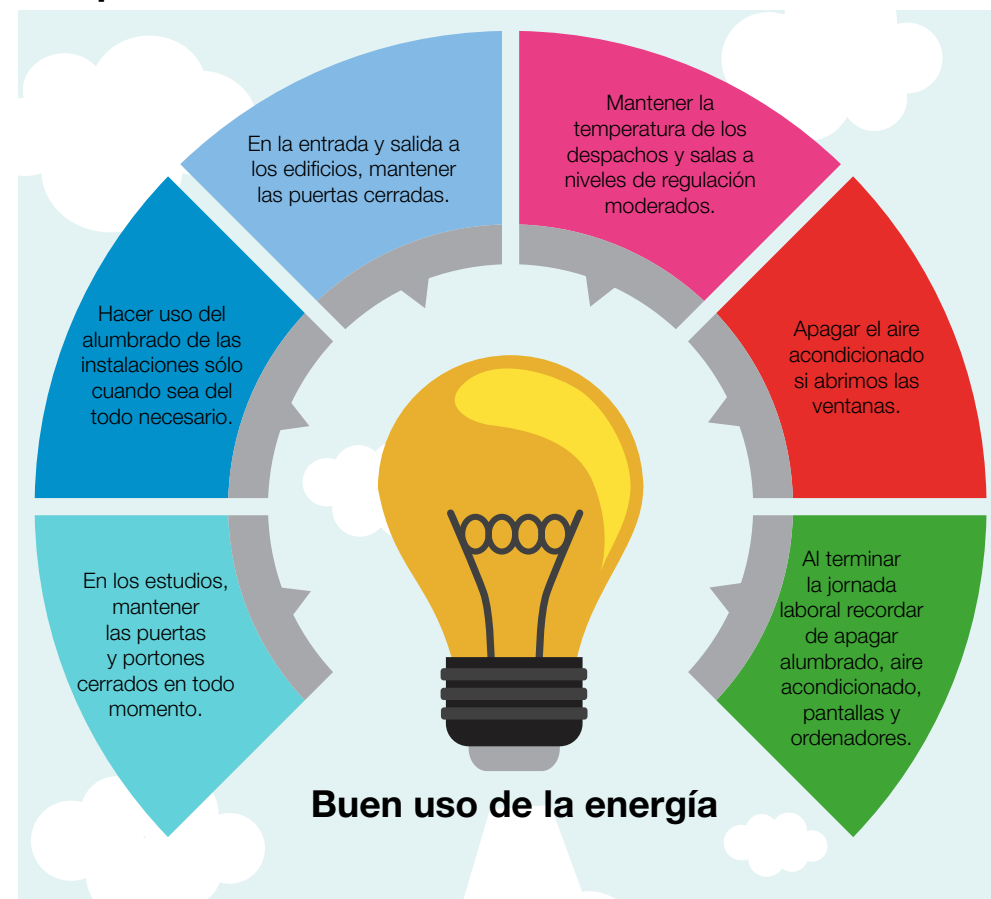 En los estudios,
mantener
las puertas
y portones
cerrados en todo
momento.
Hacer uso del
alumbrado de las
instalaciones sólo
cuando sea del
todo necesario.
En la entrada y salida a
los edificios, mantener
las puertas cerradas.
Mantener la
temperatura de los
despachos y salas a
niveles de regulación
moderados.
Apagar el aire
acondicionado
si abrimos las
ventanas.
Al terminar
la jornada
laboral recordar
de apagar
alumbrado, aire
acondicionado,
pantallas y
ordenadores.
Buen uso de la energía